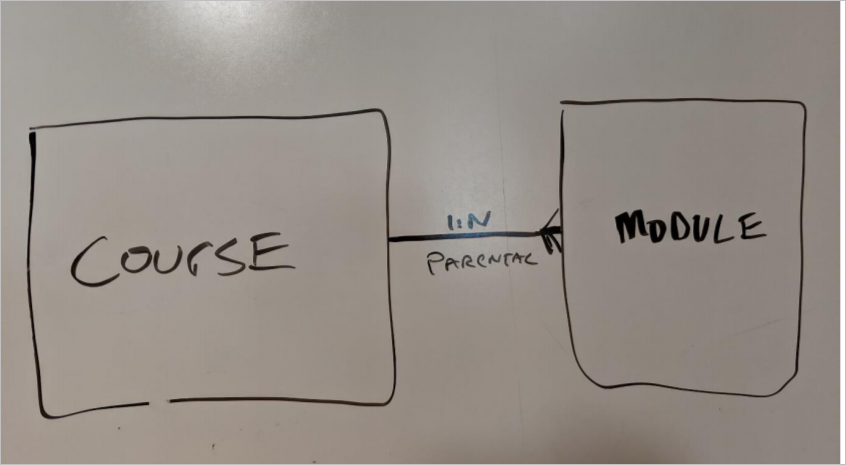 COURSE
1:N
PARENTAL
MODULE